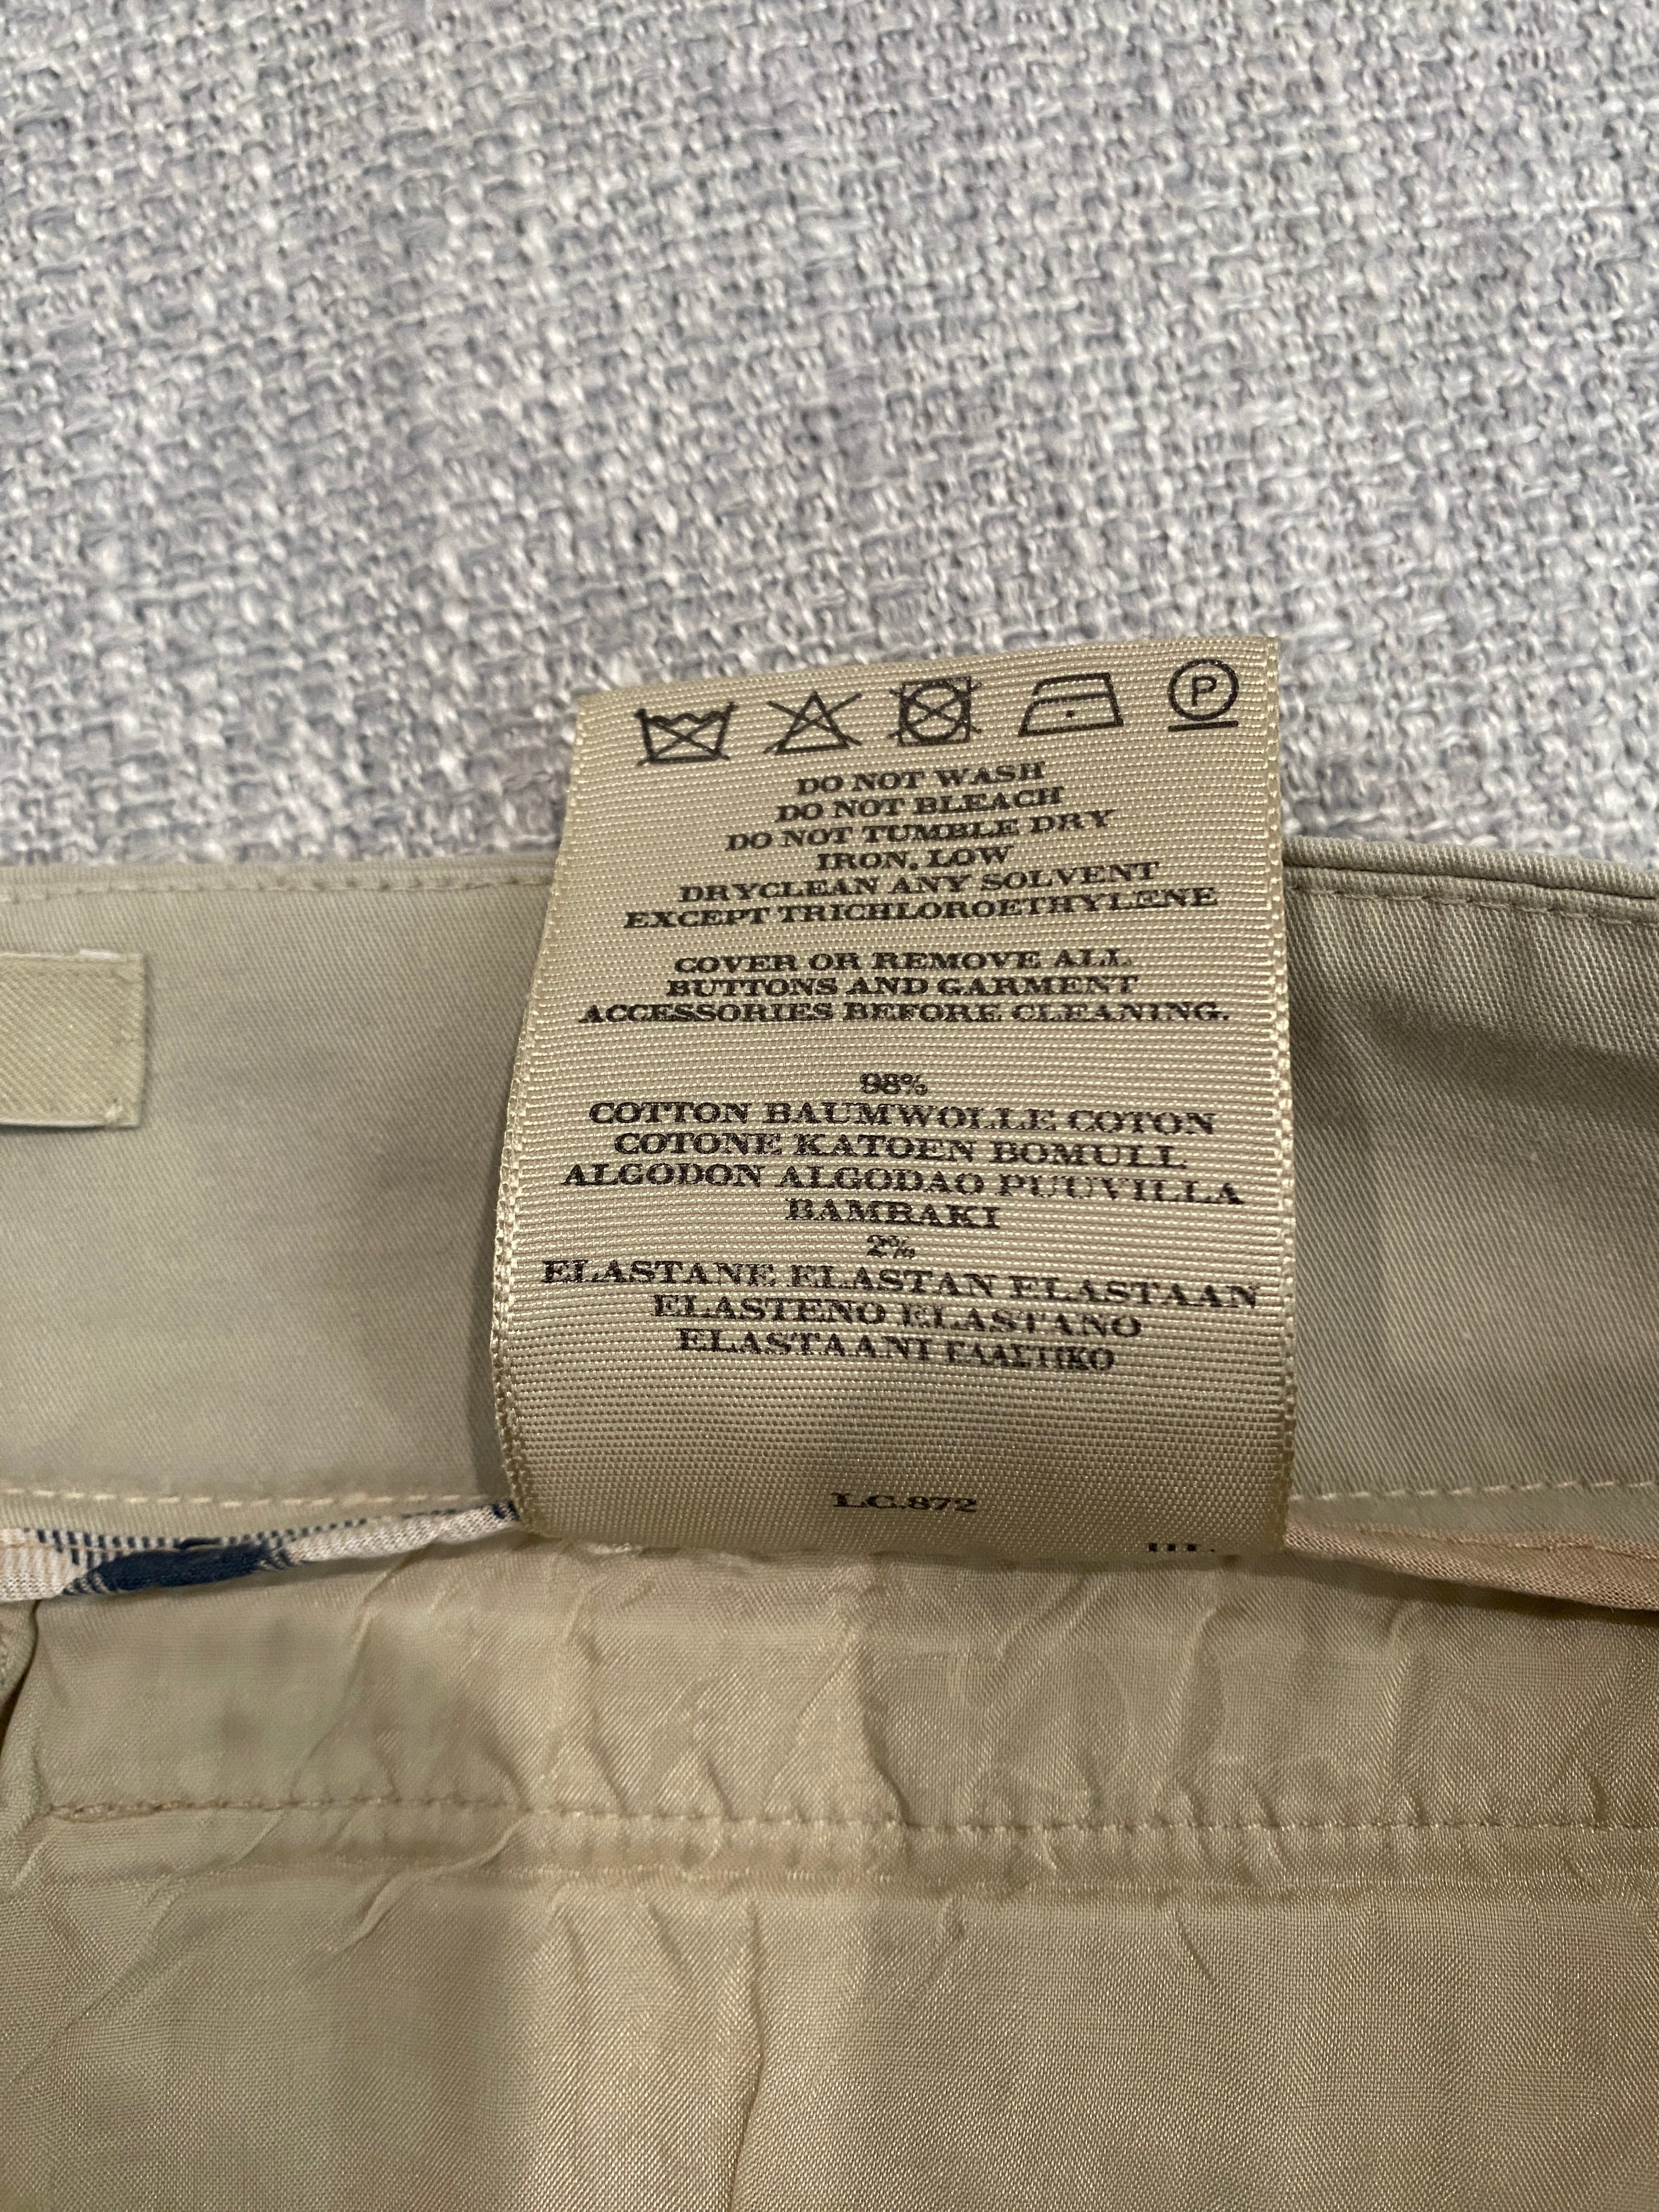 P
DO NOT WASH
DO NOT BLEACH
DO NOT TUMBLE DRY
IRON, LOW
DRYCLEAN ANY SOLVENT
EXCEPT TRICHLOROETHYLENE
COVER OR REMOVE ALL
BUTTONS AND GARMENT
ACCESSORIES BEFORE CLEANING.
98%
COTTON BAUMWOLLE COTON
COTONE KATOEN BOMULL
ALGODON ALGODAO PUUVILLA
BAMBAKI
2%
ELASTANE ELASTAN ELASTAAN
ELASTENO ELASTANO
ELASTAANI ΕΛΑΣΤΙΚΟ
LC.872